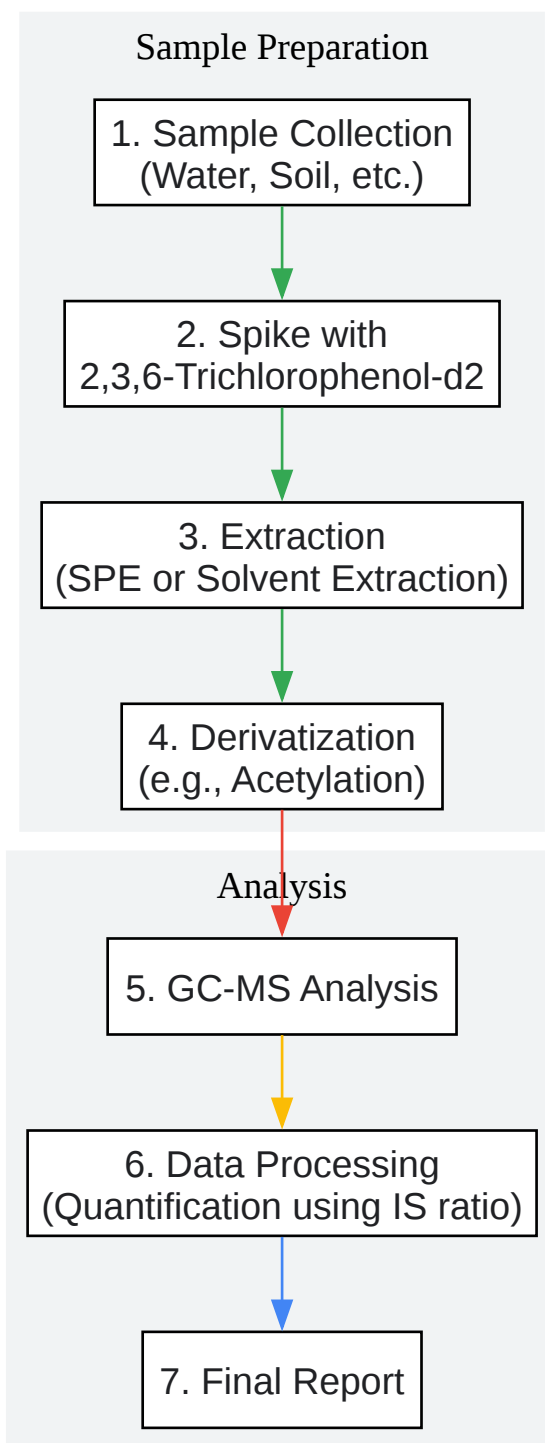 Sample Preparation
1. Sample Collection
(Water, Soil, etc.)
2. Spike with
2,3,6-Trichlorophenol-d2
3. Extraction
(SPE or Solvent Extraction)
4. Derivatization
(e.g., Acetylation)
Analysis
5. GC-MS Analysis
6. Data Processing
(Quantification using IS ratio)
7. Final Report